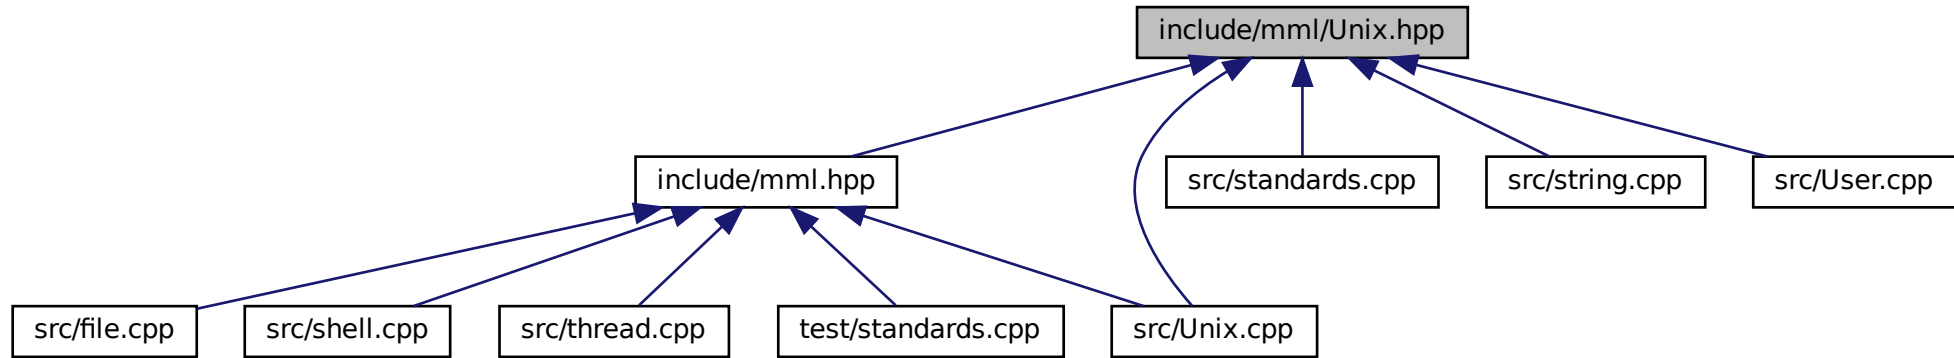 include/mml/Unix.hpp
include/mml.hpp
src/standards.cpp
src/string.cpp
src/User.cpp
src/file.cpp
src/shell.cpp
src/thread.cpp
test/standards.cpp
src/Unix.cpp